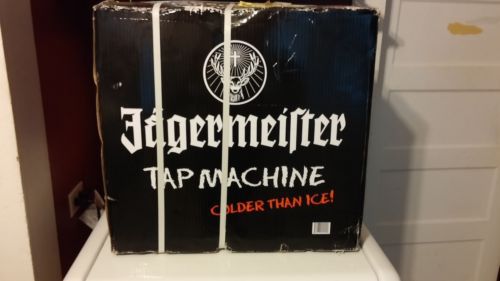 Jägermeister
TAP MACHINE
COLDER THAN ICE!